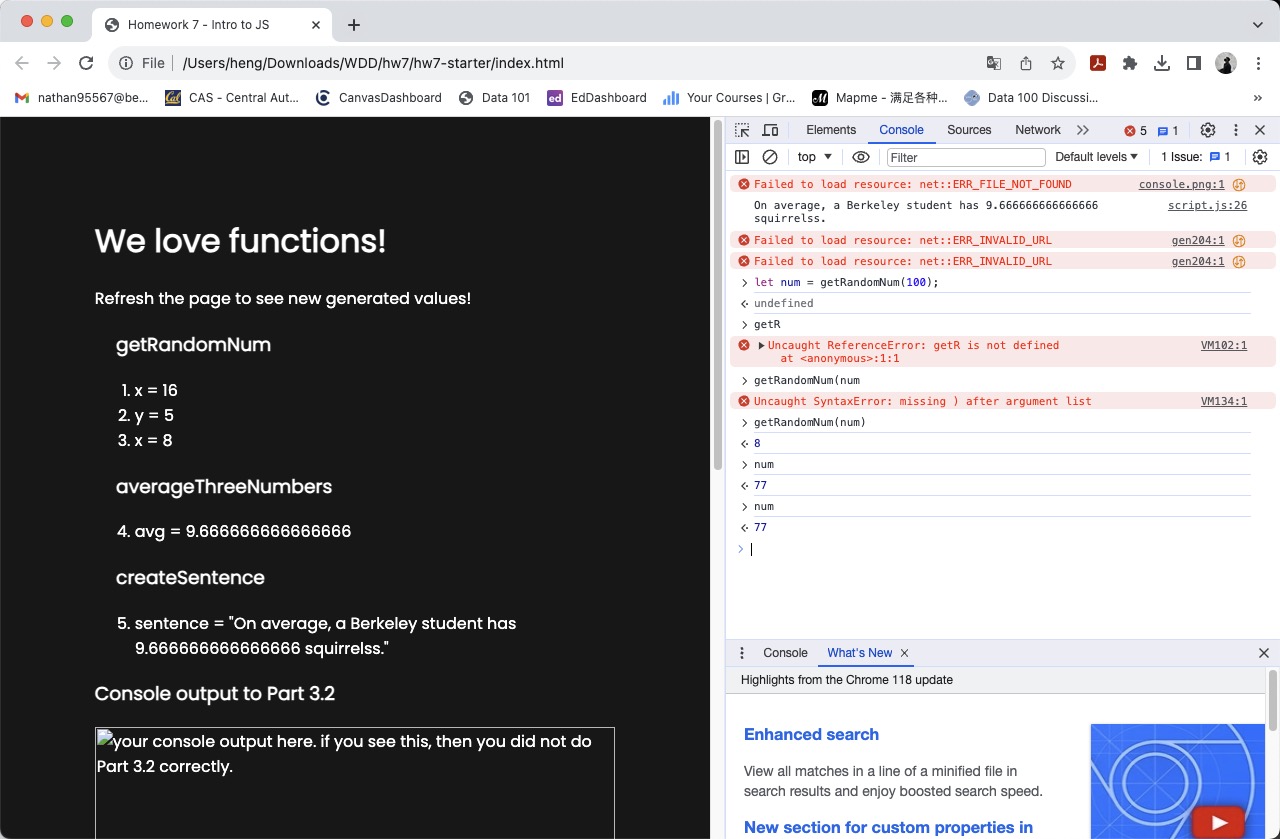 Homework 7 - Intro to JS
File
/Users/heng/Downloads/WDD/hw7/hw7-starter/index.html
nathan95567@be...
CAS - Central Aut...
CanvasDashboard
Data 101
ed EdDashboard
Your Courses | Gr...
Mapme - 满足各种...
Data 100 Discussi...
»
We love functions!
Refresh the page to see new generated values!
getRandomNum
1. x = 16
2. y = 5
3. x = 8
averageThreeNumbers
4. avg = 9.666666666666666
createSentence
5. sentence = "On average, a Berkeley student has
9.666666666666666 squirrelss."
Console output to Part 3.2
your console output here. if you see this, then you did not do
Part 3.2 correctly.
Elements Console Sources Network 5 1
top Filter Default levels 1 Issue: 1
Failed to load resource: net::ERR_FILE_NOT_FOUND console.png:1
On average, a Berkeley student has 9.666666666666666 script.js:26
squirrelss.
Failed to load resource: net::ERR_INVALID_URL gen204:1
Failed to load resource: net::ERR_INVALID_URL gen204:1
let num = getRandomNum(100);
undefined
getR
Uncaught ReferenceError: getR is not defined VM102:1
at <anonymous>:1:1
getRandomNum(num
Uncaught SyntaxError: missing ) after argument list VM134:1
getRandomNum(num)
8
num
77
num
77
Console What's New
Highlights from the Chrome 118 update
Enhanced search
View all matches in a line of a minified file in
search results and enjoy boosted search speed.
New section for custom properties in